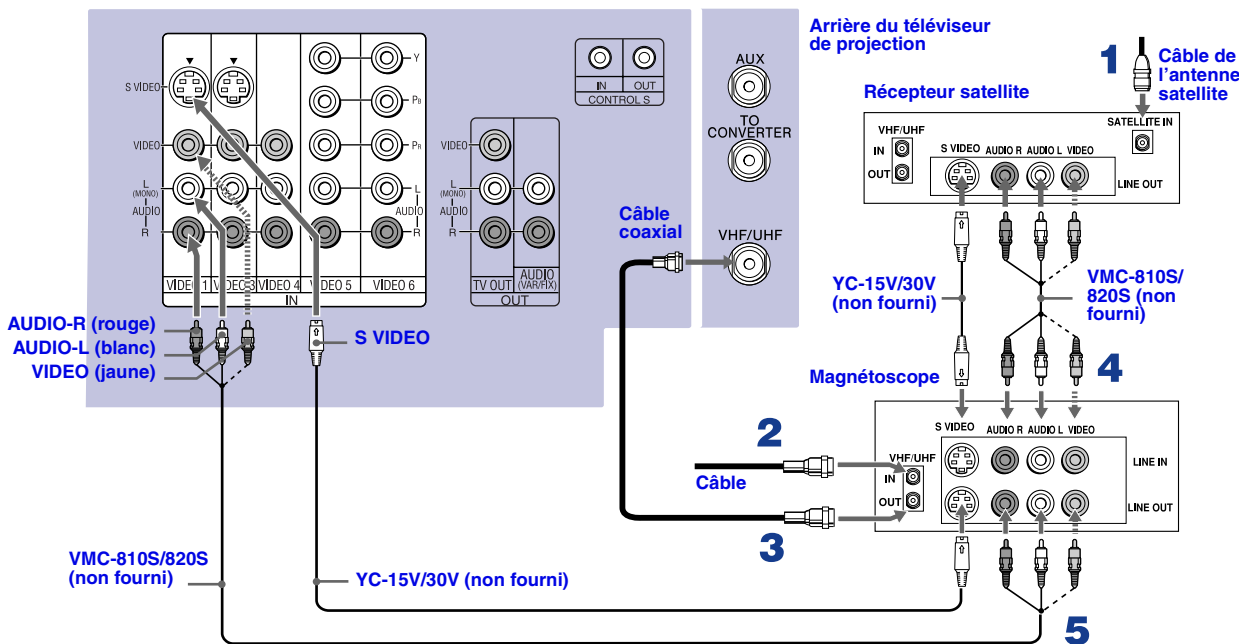 Arrière du téléviseur
de projection
S VIDEO
VIDEO
L
(MONO)
AUDIO
R
Y
PB
PR
L
AUDIO
R
VIDEO 1
VIDEO 3
VIDEO 4
VIDEO 5
VIDEO 6
IN
IN
OUT
CONTROL S
VIDEO
L
(MONO)
AUDIO
R
TV OUT
AUDIO
(VAR/FIX)
OUT
AUX
TO
CONVERTER
VHF/UHF
Câble
coaxial
1
Câble de
l'antenne
satellite
Récepteur satellite
SATELLITE IN
VHF/UHF
IN
OUT
S VIDEO
AUDIO R
AUDIO L
VIDEO
LINE OUT
YC-15V/30V
(non fourni)
VMC-810S/
820S (non
fourni)
4
Magnétoscope
S VIDEO
AUDIO R
AUDIO L
VIDEO
VHF/UHF
IN
OUT
LINE IN
LINE OUT
AUDIO-R (rouge)
AUDIO-L (blanc)
VIDEO (jaune)
S VIDEO
2
Câble
3
VMC-810S/820S
(non fourni)
YC-15V/30V (non fourni)
5